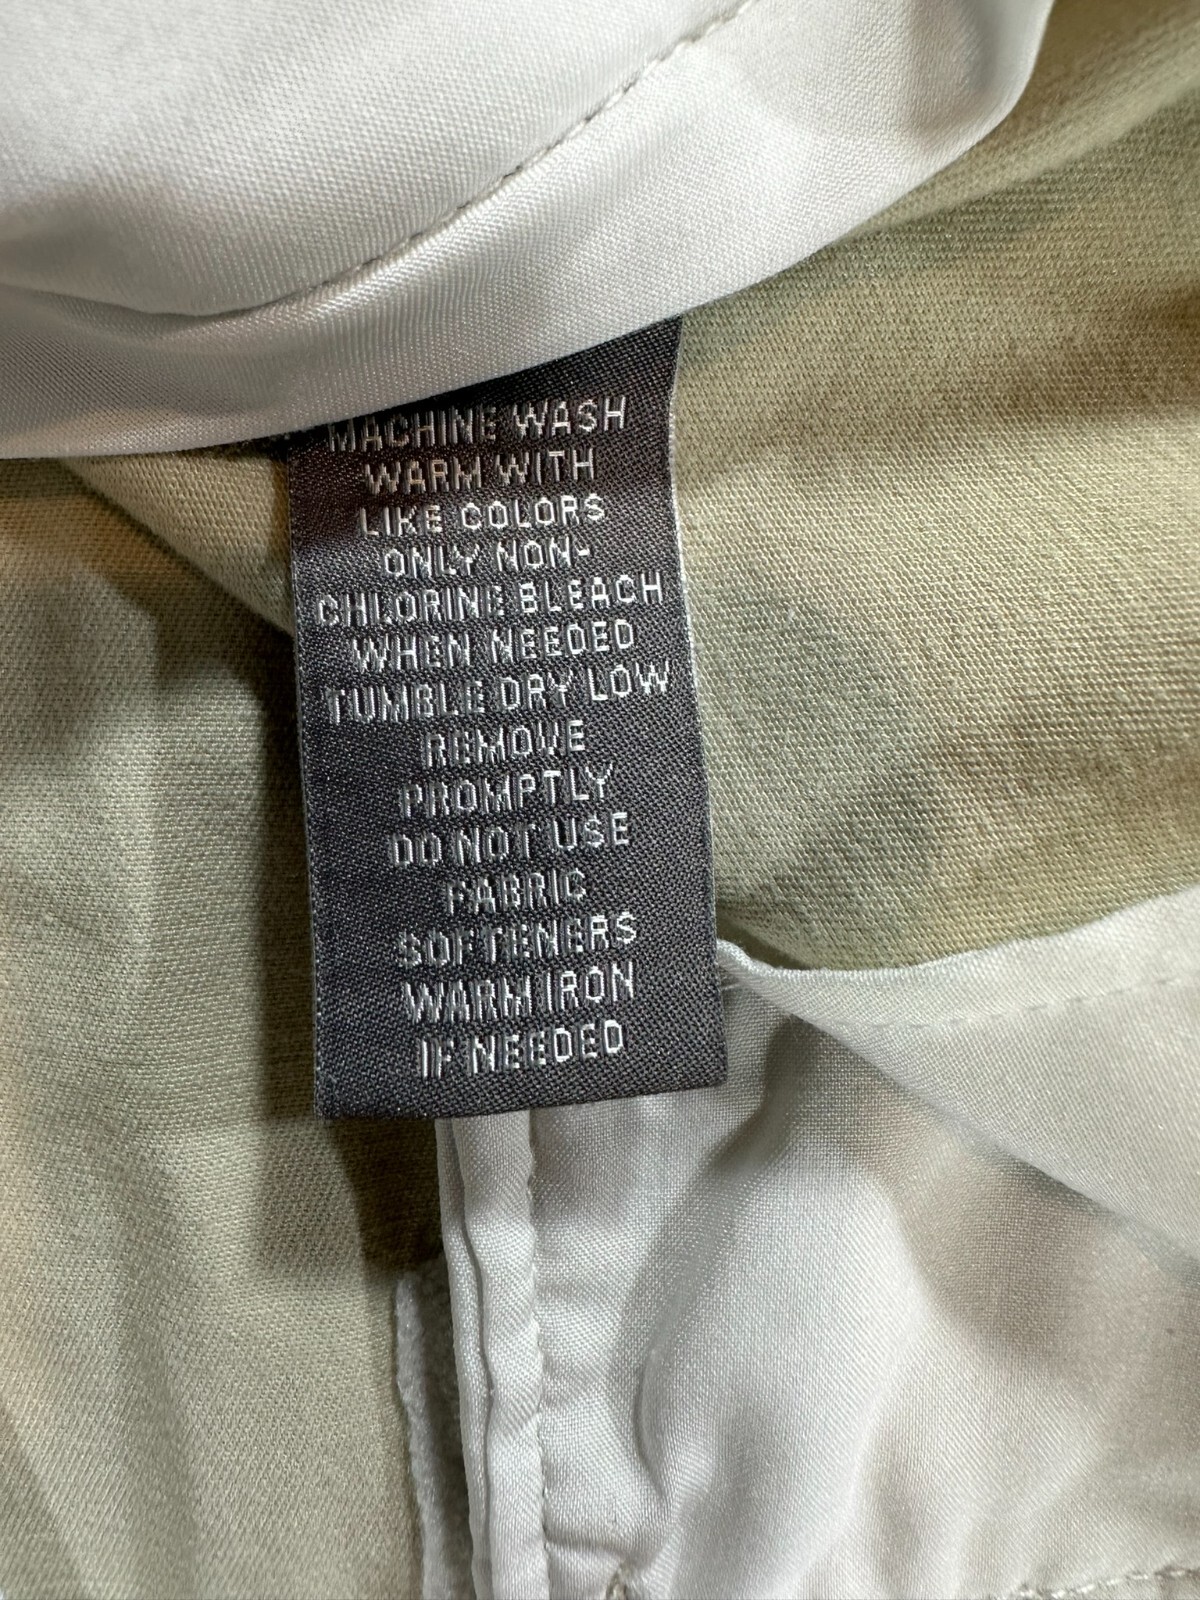 MACHINE WASH
WARM WITH
LIKE COLORS
ONLY NON-
CHLORINE BLEACH
WHEN NEEDED
TUMBLE DRY LOW
REMOVE
PROMPTLY
DO NOT USE
FABRIC
SOFTENERS
WARM IRON
IF NEEDED